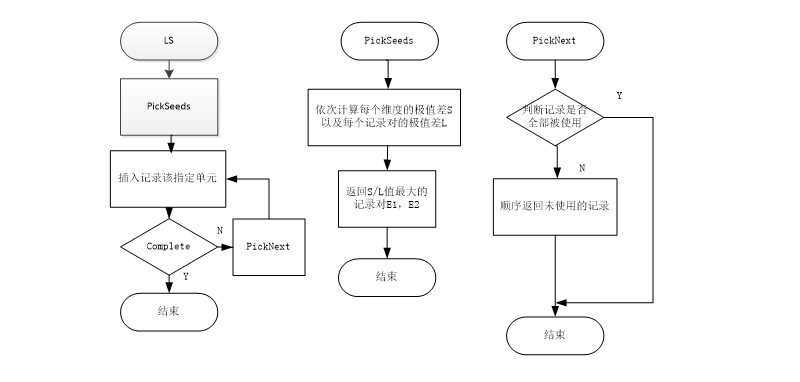 LS
PickSeeds
插入记录该指定单元
Complete
N
PickNext
Y
结束
PickSeeds
依次计算每个维度的极值差S
以及每个记录对的极值差L
返回S/L值最大的
记录对E1，E2
结束
PickNext
判断记录是否
全部被使用
Y
N
顺序返回未使用的记录
结束